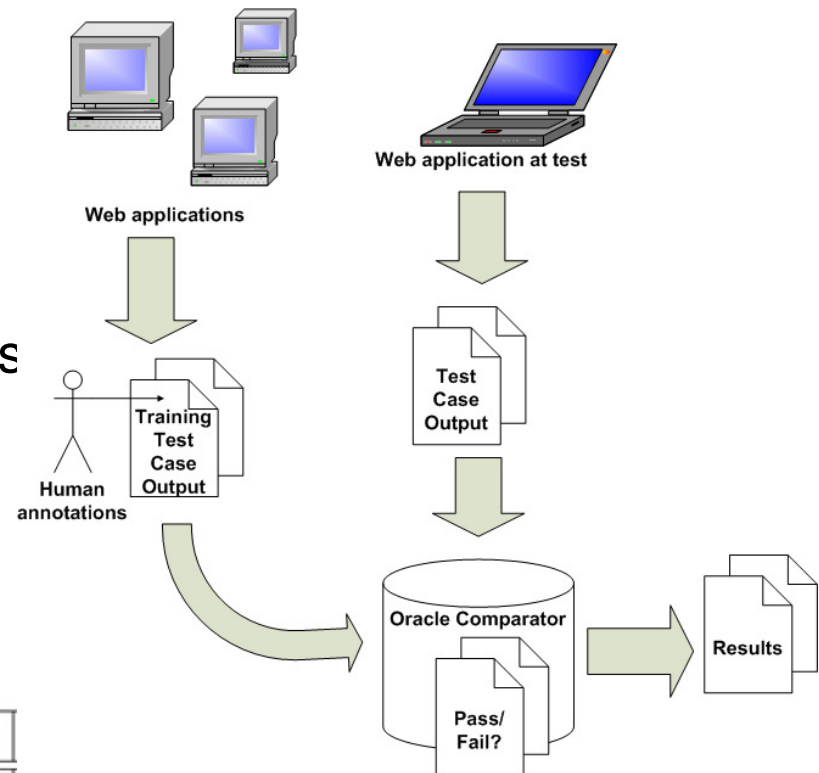 Web application at test
Web applications
s
Training
Test
Case
Output
Human
annotations
Test
Case
Output
Oracle Comparator
Pass/
Fail?
Results